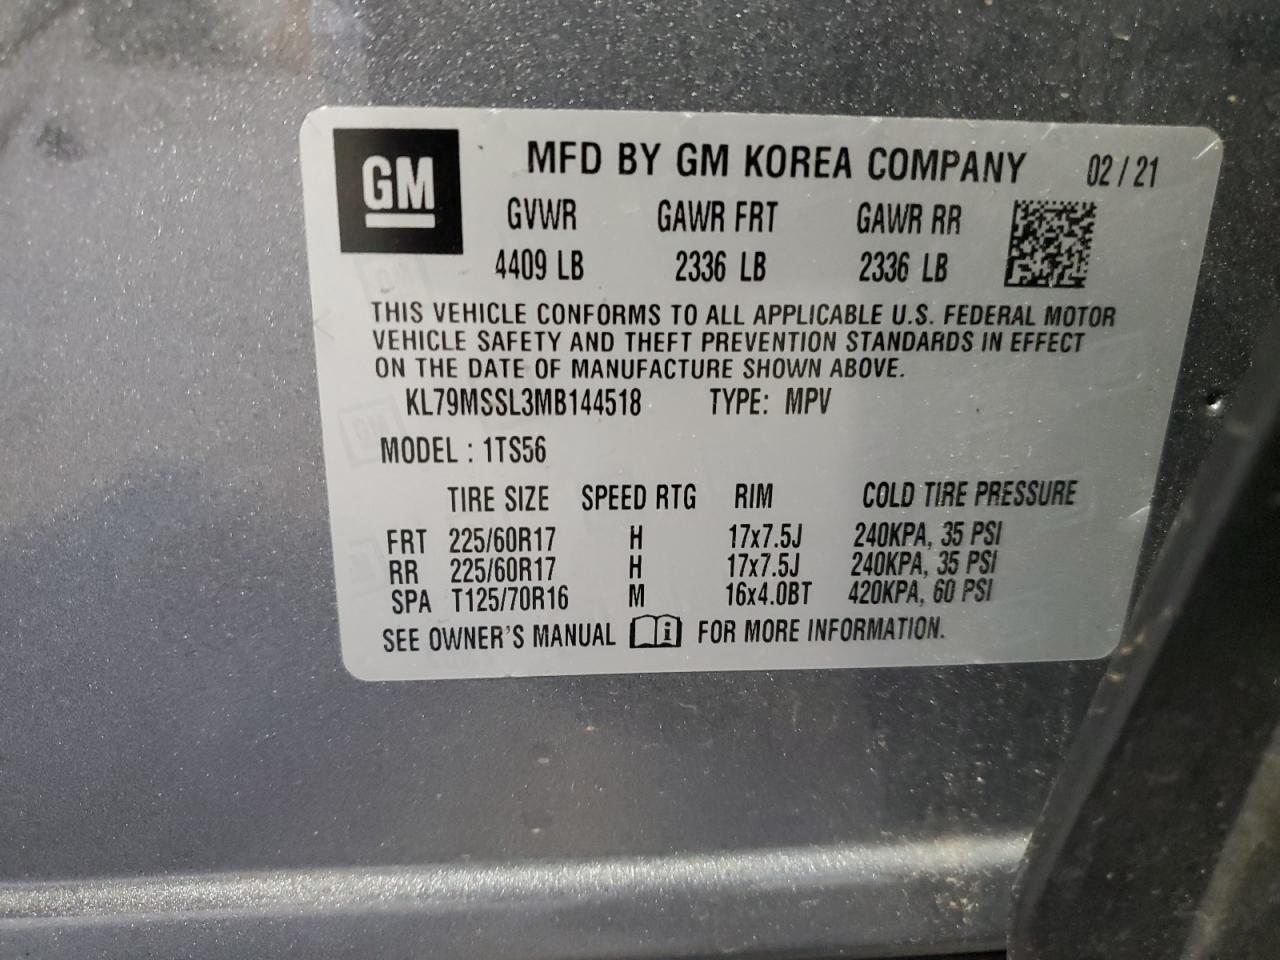 GM
MFD BY GM KOREA COMPANY 02/21
GVWR GAWR FRT GAWR RR
4409 LB 2336 LB 2336 LB
THIS VEHICLE CONFORMS TO ALL APPLICABLE U.S. FEDERAL MOTOR
VEHICLE SAFETY AND THEFT PREVENTION STANDARDS IN EFFECT
ON THE DATE OF MANUFACTURE SHOWN ABOVE.
KL79MSSL3MB144518 TYPE: MPV
MODEL : 1TS56
TIRE SIZE SPEED RTG RIM COLD TIRE PRESSURE
FRT 225/60R17 H 17x7.5J 240KPA, 35 PSI
RR 225/60R17 H 17x7.5J 240KPA, 35 PSI
SPA T125/70R16 M 16x4.0BT 420KPA, 60 PSI
SEE OWNER'S MANUAL i FOR MORE INFORMATION.